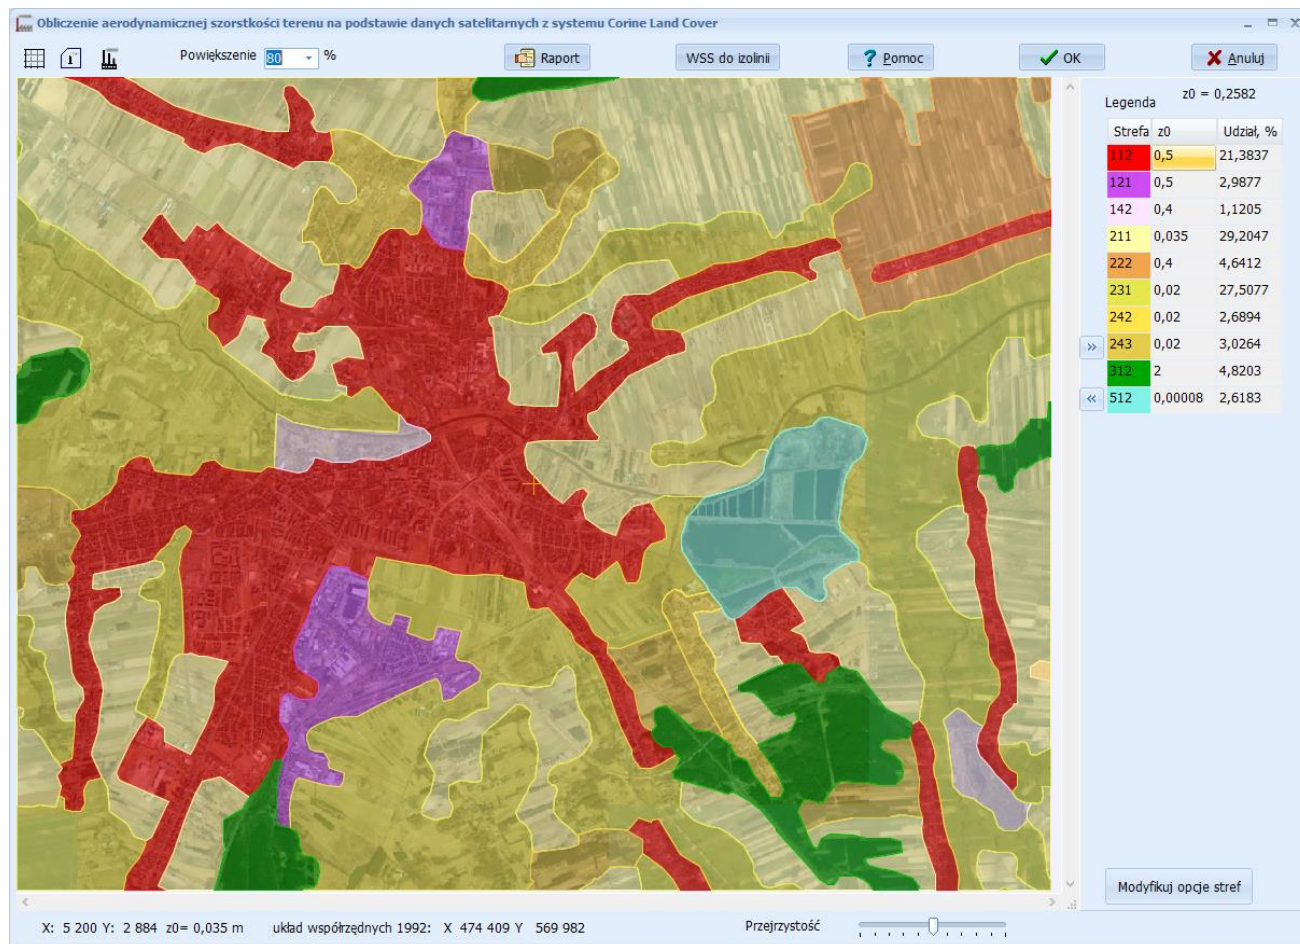 Obliczenie aerodynamicznej szorstkości terenu na podstawie danych satelitarnych z systemu Corine Land Cover
Powiększenie 80 % Raport WSS do izolinii ? Pomoc OK Anuluj
z0 = 0,2582
Legenda
Strefa z0 Udział, %
112 0,5 21,3837
121 0,5 2,9877
142 0,4 1,1205
211 0,035 29,2047
222 0,4 4,6412
231 0,02 27,5077
242 0,02 2,6894
243 0,02 3,0264
312 2 4,8203
512 0,00008 2,6183
Modyfikuj opcje stref
X: 5 200 Y: 2 884 z0= 0,035 m układ współrzędnych 1992: X 474 409 Y 569 982 Przejrzystość